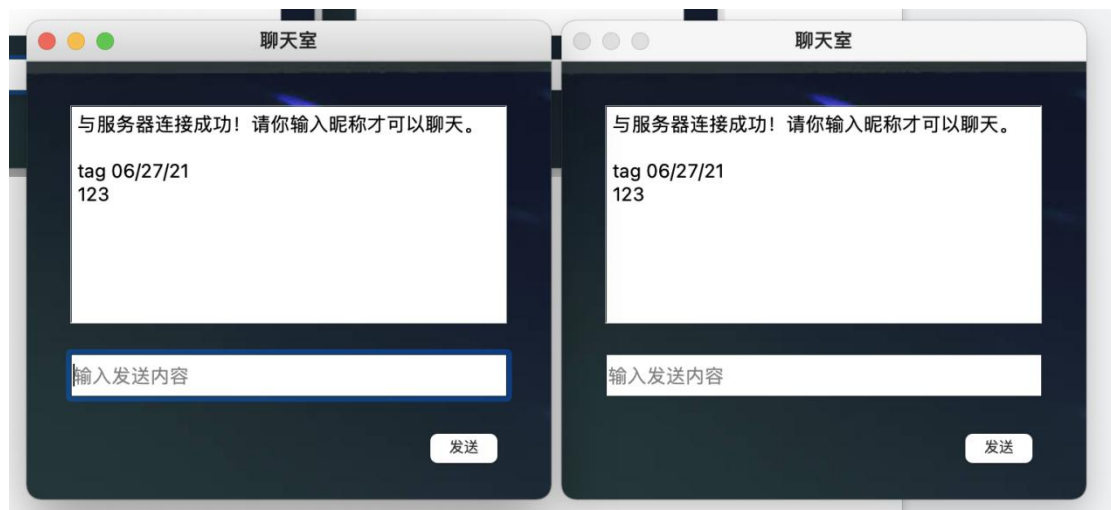 聊天室
与服务器连接成功！请你输入昵称才可以聊天。
tag 06/27/21
123
输入发送内容
发送
聊天室
与服务器连接成功！请你输入昵称才可以聊天。
tag 06/27/21
123
输入发送内容
发送